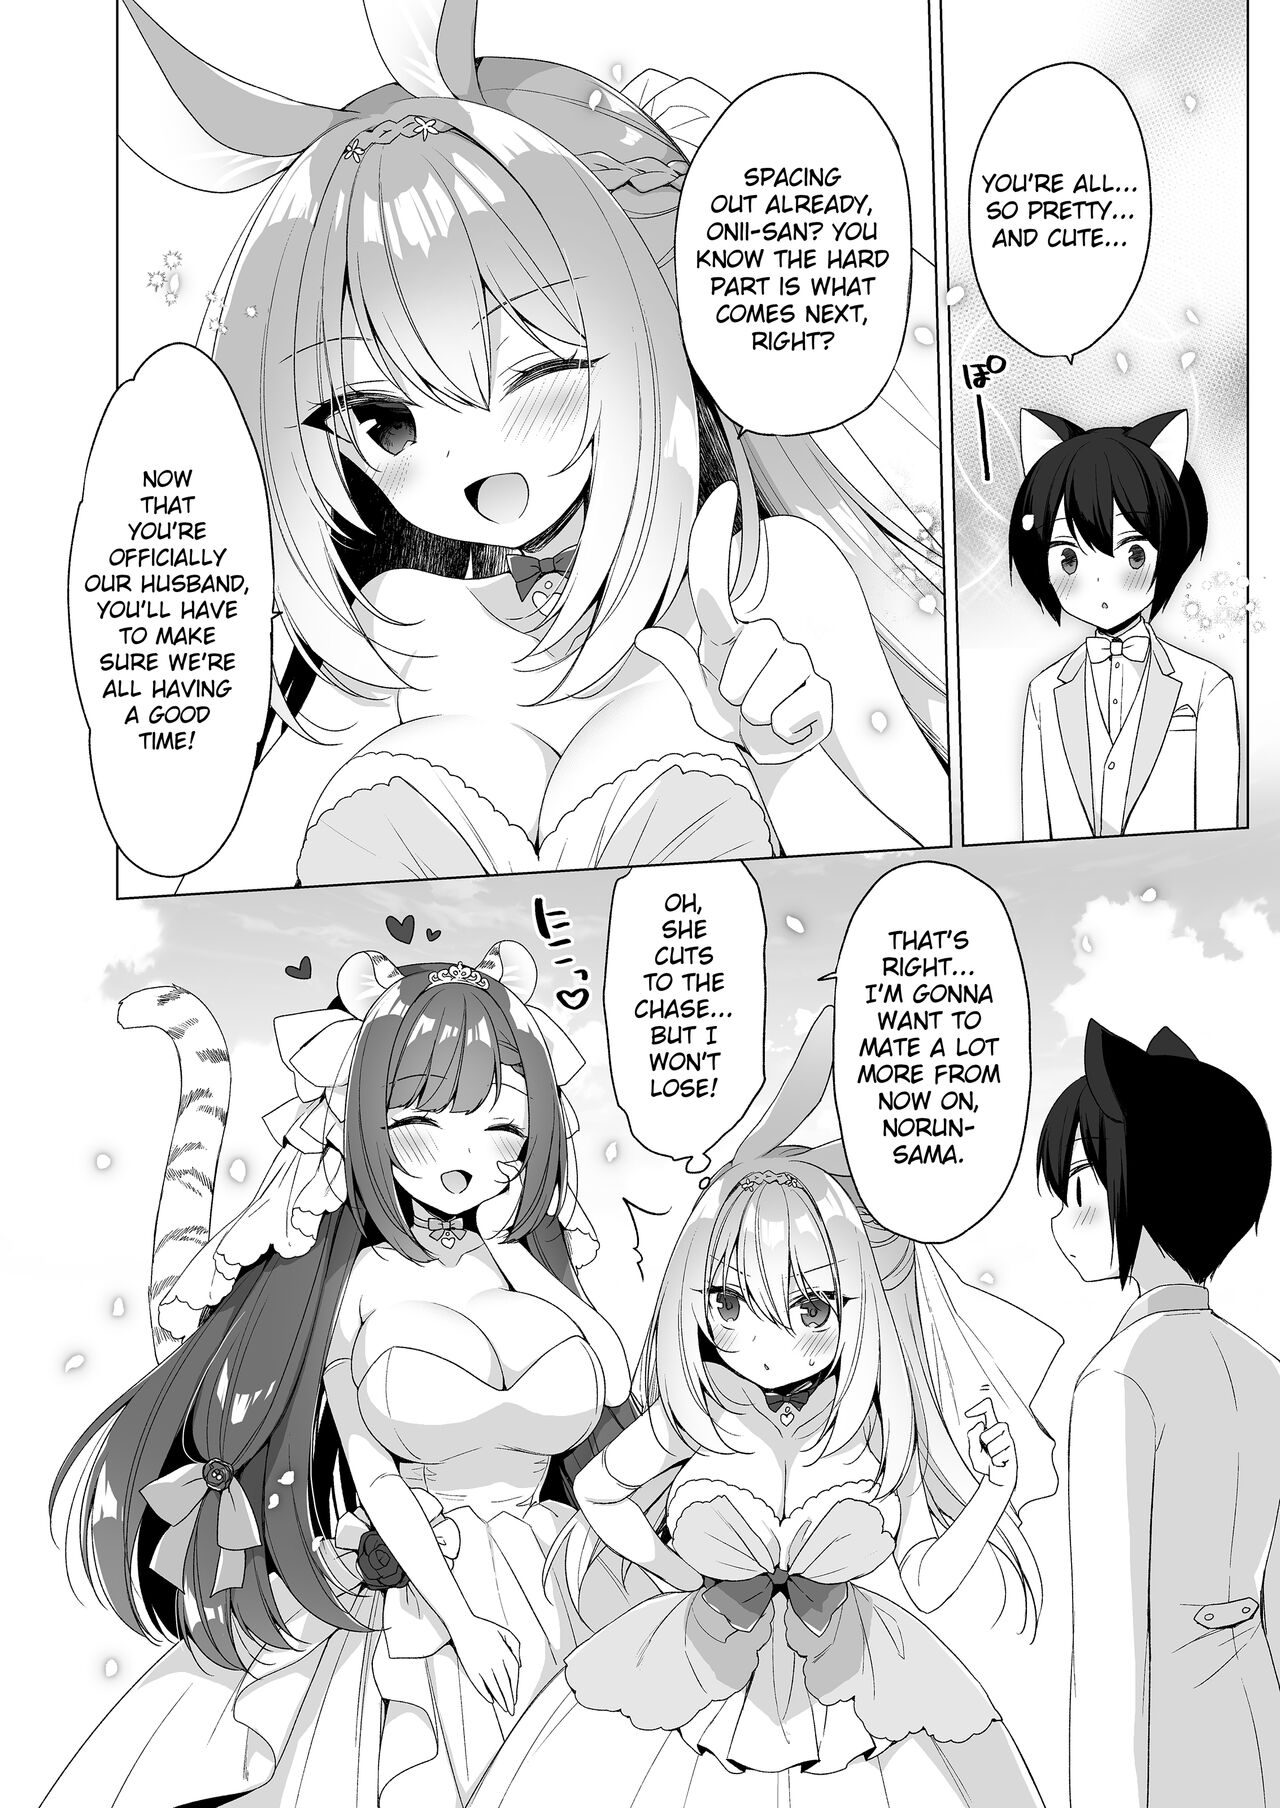 YOU'RE ALL...
SO PRETTY...
AND CUTE...
ぽ°ー
SPACING
OUT ALREADY,
ONII-SAN? YOU
KNOW THE HARD
PART IS WHAT
COMES NEXT,
RIGHT?
NOW
THAT
YOU'RE
OFFICIALLY
OUR HUSBAND,
YOU'LL HAVE
TO MAKE
SURE WE'RE
ALL HAVING
A GOOD
TIME!
THAT'S
RIGHT...
I'M GONNA
WANT TO
MATE A LOT
MORE FROM
NOW ON,
NORUN-
SAMA.
OH,
SHE
CUTS
TO THE
CHASE...
BUT I
WON'T
LOSE!
ニコッ♡